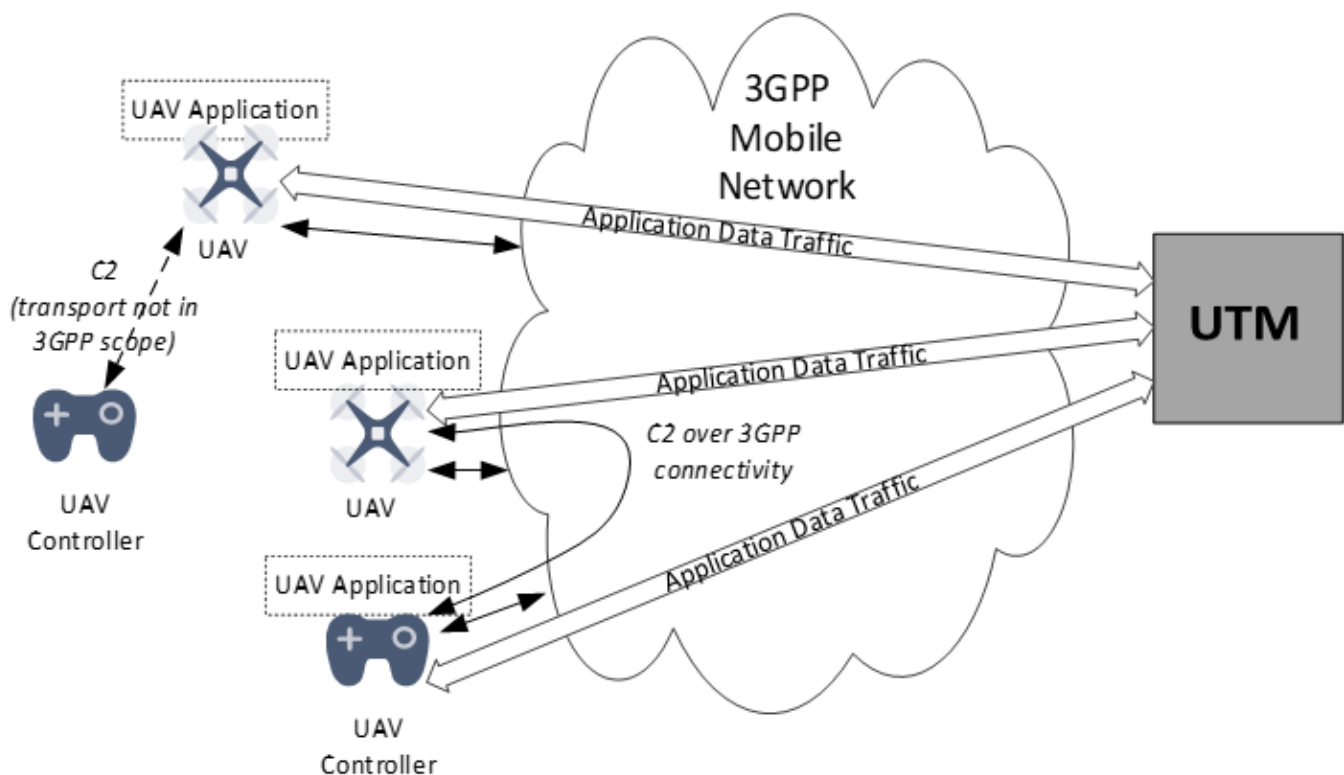 3GPP
Mobile
Network
UAV Application
UAV
Application Data Traffic
C2
(transport not in
3GPP scope)
UTM
UAV Application
Application Data Traffic
UAV
C2 over 3GPP
connectivity
UAV
Controller
Application Data Traffic
UAV Application
UAV
Controller